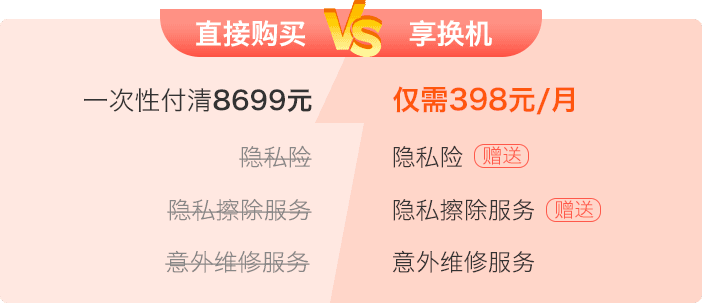 直接购买 VS 享换机
一次性付清8699元 仅需398元/月
隐私险 隐私险 赠送
隐私擦除服务 隐私擦除服务 赠送
意外维修服务 意外维修服务